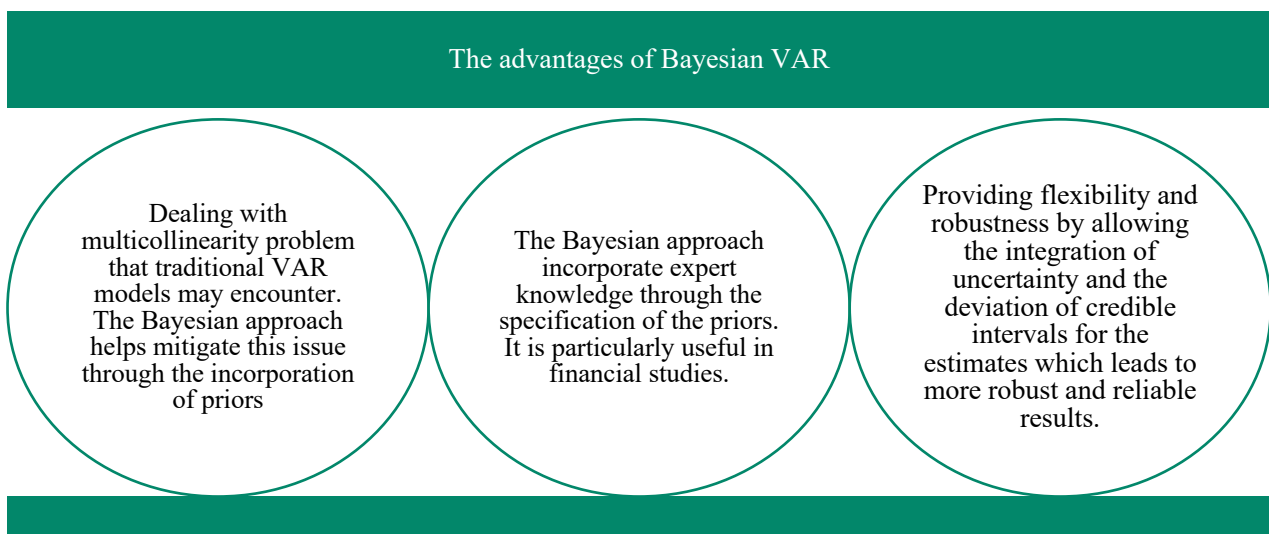 The advantages of Bayesian VAR
Dealing with
multicollinearity problem
that traditional VAR
models may encounter.
The Bayesian approach
helps mitigate this issue
through the incorporation
of priors
The Bayesian approach
incorporate expert
knowledge through the
specification of the priors.
It is particularly useful in
financial studies.
Providing flexibility and
robustness by allowing
the integration of
uncertainty and the
deviation of credible
intervals for the
estimates which leads to
more robust and reliable
results.